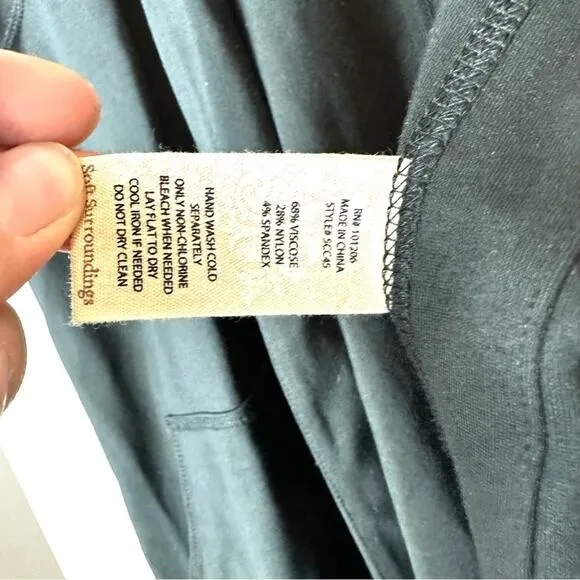 RN# 101206
MADE IN CHINA
STYLE# 5CC45
68% VISCOSE
28% NYLON
4% SPANDEX
HAND WASH COLD
SEPARATELY
ONLY NON-CHLORINE
BLEACH WHEN NEEDED
LAY FLAT TO DRY
COOL IRON IF NEEDED
DO NOT DRY CLEAN
Soft Surroundings